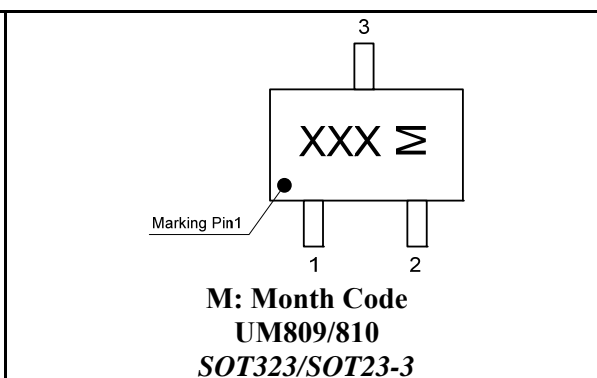 3
XXX M
Marking Pin1
1 2
M: Month Code
UM809/810
SOT323/SOT23-3